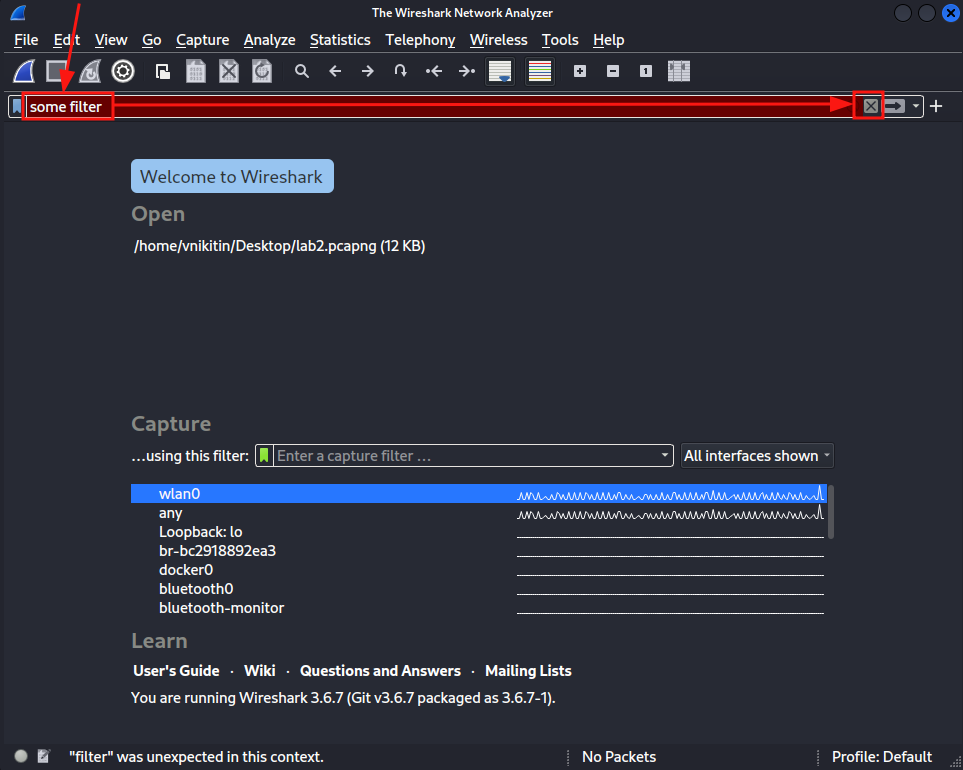 The Wireshark Network Analyzer
File Edit View Go Capture Analyze Statistics Telephony Wireless Tools Help
some filter
Welcome to Wireshark
Open
/home/vnikitin/Desktop/lab2.pcapng (12 KB)
Capture
...using this filter: Enter a capture filter ... All interfaces shown
wlan0
any
Loopback: lo
br-bc2918892ea3
docker0
bluetooth0
bluetooth-monitor
Learn
User's Guide · Wiki · Questions and Answers · Mailing Lists
You are running Wireshark 3.6.7 (Git v3.6.7 packaged as 3.6.7-1).
"filter" was unexpected in this context. No Packets Profile: Default